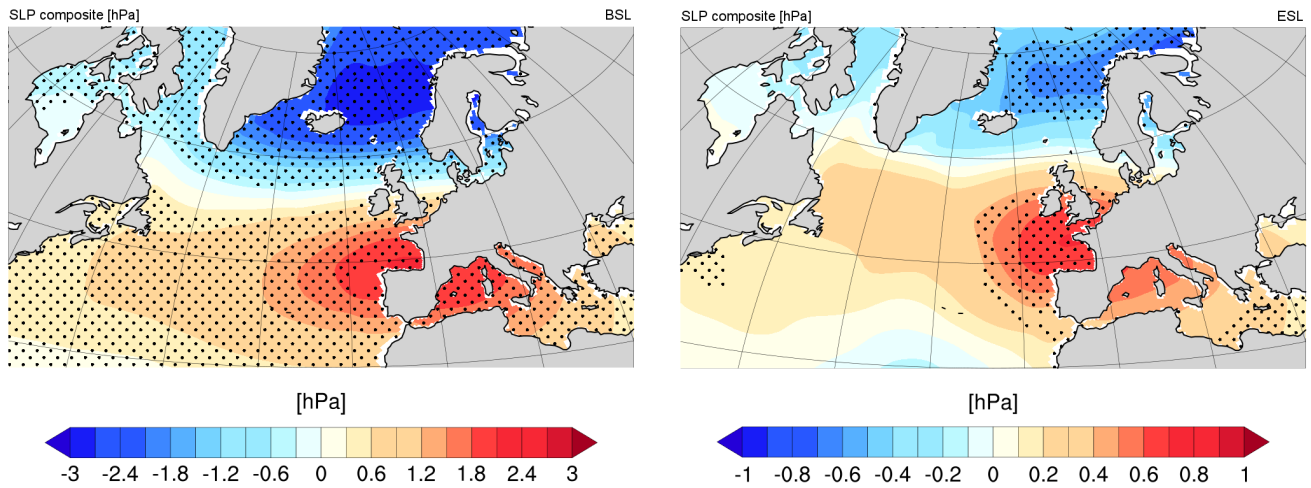 SLP composite [hPa] BSL
SLP composite [hPa] ESL
[hPa]
-3 -2.4 -1.8 -1.2 -0.6 0 0.6 1.2 1.8 2.4 3
[hPa]
-1 -0.8 -0.6 -0.4 -0.2 0 0.2 0.4 0.6 0.8 1